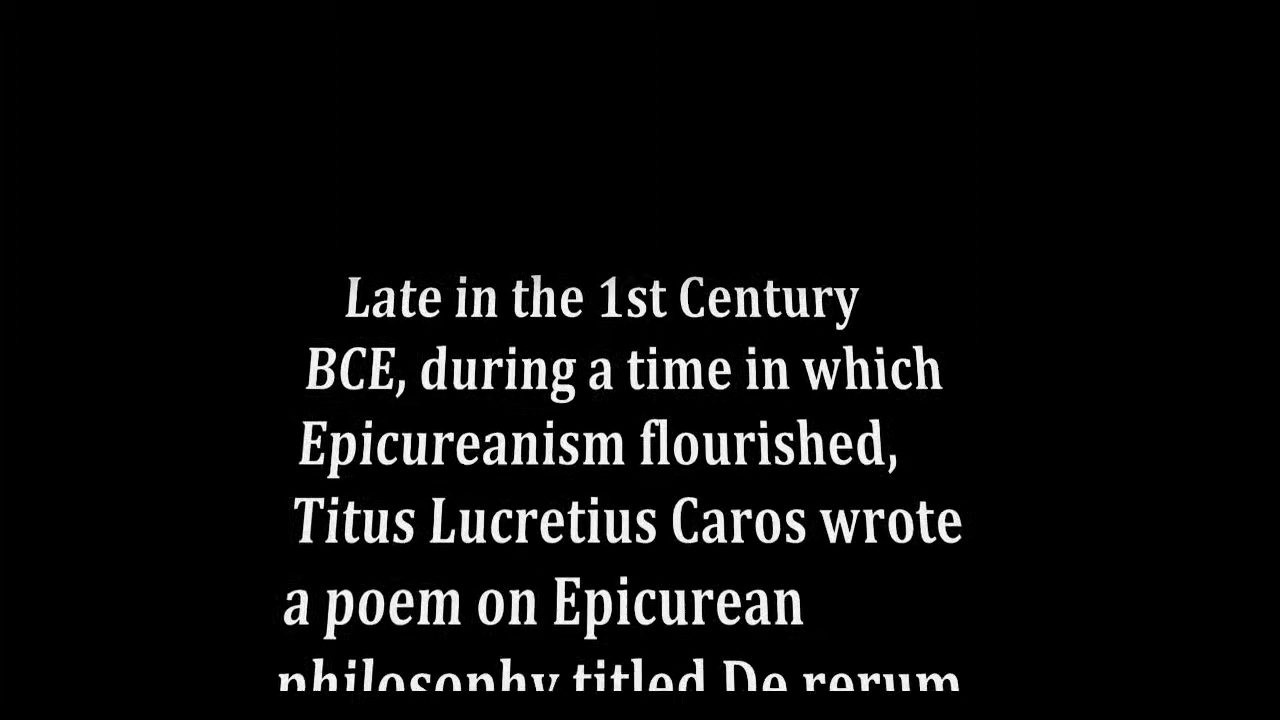 Late in the 1st Century
BCE, during a time in which
Epicureanism flourished,
Titus Lucretius Caros wrote
a poem on Epicurean
philosophy titled De rerum